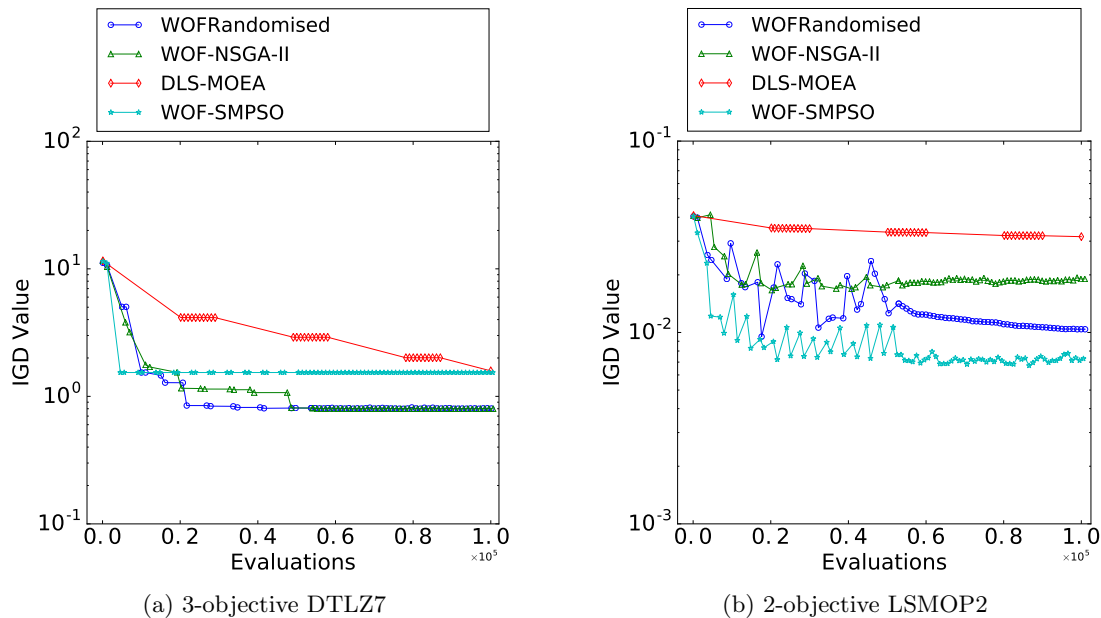 WOFRandomised
WOF-NSGA-II
DLS-MOEA
WOF-SMPSO
10^2
10^1
10^0
10^-1
IGD Value
0.0 0.2 0.4 0.6 0.8 1.0
×10^5
Evaluations
(a) 3-objective DTLZ7
WOFRandomised
WOF-NSGA-II
DLS-MOEA
WOF-SMPSO
10^-1
10^-2
10^-3
IGD Value
0.0 0.2 0.4 0.6 0.8 1.0
×10^5
Evaluations
(b) 2-objective LSMOP2